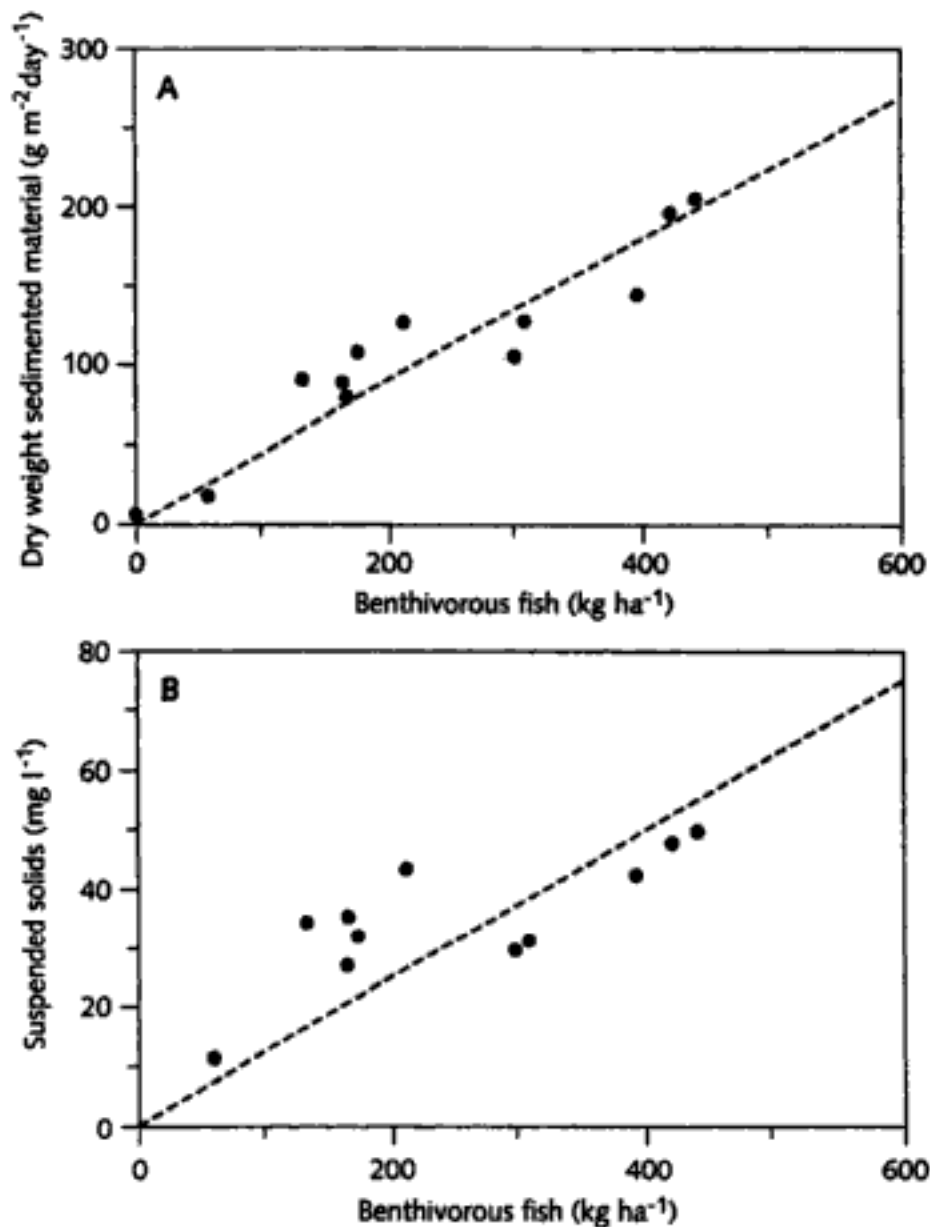 A
Dry weight sedimented material (g m⁻² day⁻¹)
300
200
100
0
0 200 400 600
Benthivorous fish (kg ha⁻¹)
B
Suspended solids (mg l⁻¹)
80
60
40
20
0
0 200 400 600
Benthivorous fish (kg ha⁻¹)